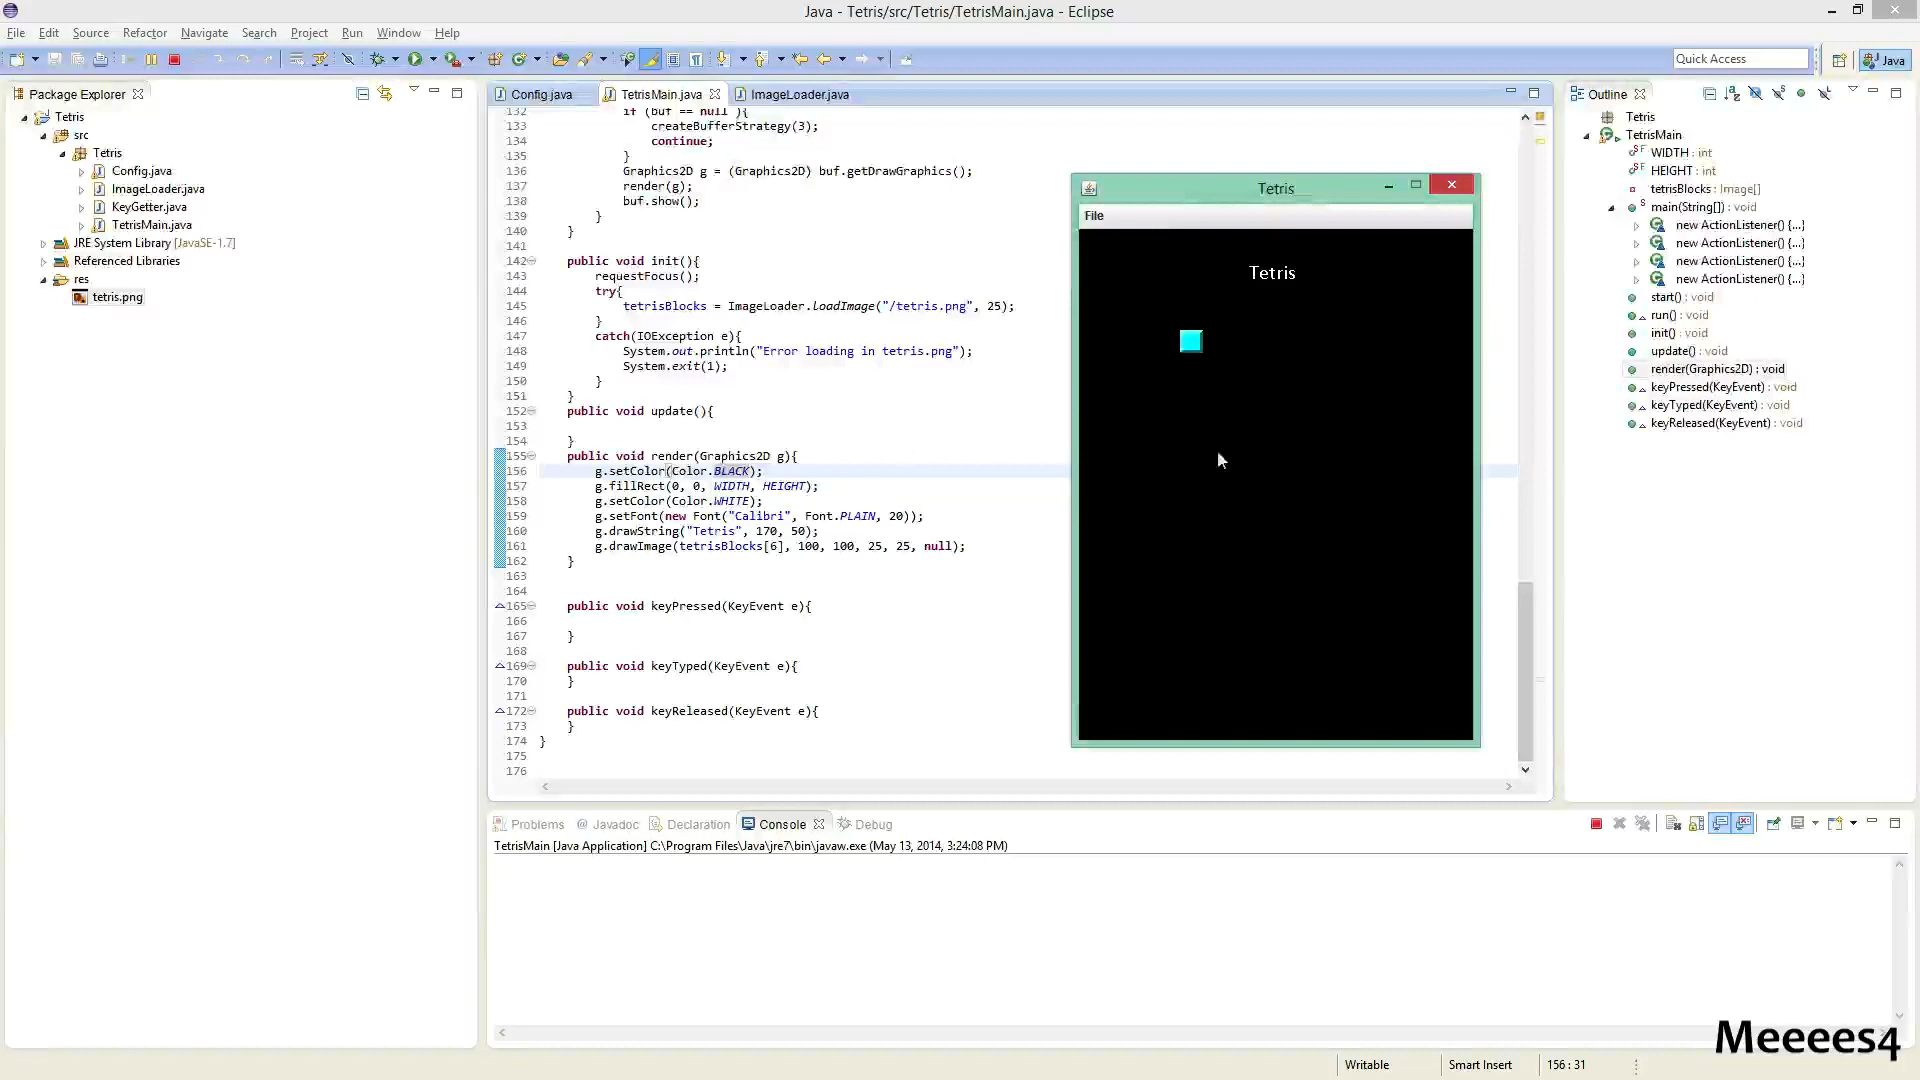 Java - Tetris/src/Tetris/TetrisMain.java - Eclipse
File Edit Source Refactor Navigate Search Project Run Window Help
Quick Access
Java
Package Explorer
Tetris
src
Tetris
Config.java
ImageLoader.java
KeyGetter.java
TetrisMain.java
JRE System Library [JavaSE-1.7]
Referenced Libraries
res
tetris.png
Config.java TetrisMain.java ImageLoader.java
132 if (buf == null ){
133 createBufferStrategy(3);
134 continue;
135 }
136 Graphics2D g = (Graphics2D) buf.getDrawGraphics();
137 render(g);
138 buf.show();
139 }
140 }
141
142 public void init(){
143 requestFocus();
144 try{
145 tetrisBlocks = ImageLoader.loadImage("/tetris.png", 25);
146 }
147 catch(IOException e){
148 System.out.println("Error loading in tetris.png");
149 System.exit(1);
150 }
151 }
152 public void update(){
153
154 }
155 public void render(Graphics2D g){
156 g.setColor(Color.BLACK);
157 g.fillRect(0, 0, WIDTH, HEIGHT);
158 g.setColor(Color.WHITE);
159 g.setFont(new Font("Calibri", Font.PLAIN, 20));
160 g.drawString("Tetris", 170, 50);
161 g.drawImage(tetrisBlocks[6], 100, 100, 25, 25, null);
162 }
163
164
165 public void keyPressed(KeyEvent e){
166
167 }
168
169 public void keyTyped(KeyEvent e){
170 }
171
172 public void keyReleased(KeyEvent e){
173 }
174 }
175
176
Tetris
File
Tetris
Outline
Tetris
TetrisMain
WIDTH : int
HEIGHT : int
tetrisBlocks : Image[]
main(String[]) : void
new ActionListener() {...}
new ActionListener() {...}
new ActionListener() {...}
new ActionListener() {...}
start() : void
run() : void
init() : void
update() : void
render(Graphics2D) : void
keyPressed(KeyEvent) : void
keyTyped(KeyEvent) : void
keyReleased(KeyEvent) : void
Problems @ Javadoc Declaration Console Debug
TetrisMain [Java Application] C:\Program Files\Java\jre7\bin\javaw.exe (May 13, 2014, 3:24:08 PM)
Meeees4
Writable Smart Insert 156 : 31